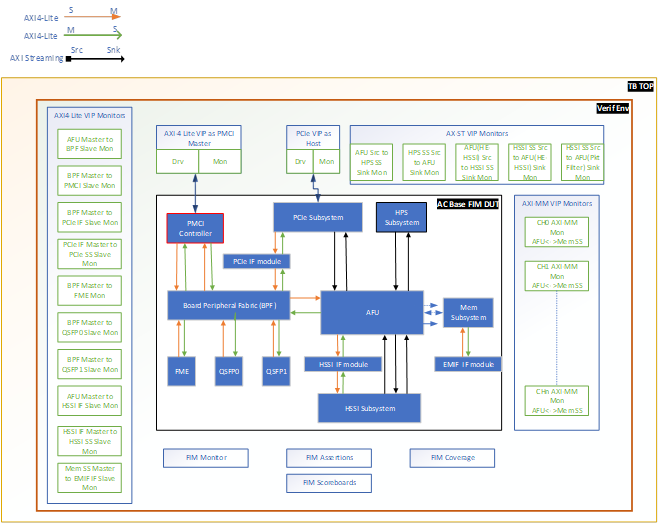 S M
AXI4-Lite
M S
AXI4-Lite
Src Snk
AXI Streaming
TB TOP
Verif Env
AXI4 Lite VIP Monitors
AFU Master to
BPF Slave Mon
BPF Master to
PMCI Slave Mon
BPF Master to
PCIe IF Slave Mon
PCIe IF Master to
PCIe SS Slave
Mon
BPF Master to
FME Mon
BPF Master to
QSFP0 Slave Mon
BPF Master to
QSFP1 Slave Mon
AFU Master to
HSSI IF Slave Mon
HSSI IF Master to
HSSI SS Slave
Mon
Mem SS Master
to EMIF IF Slave
Mon
AXI 4 Lite VIP as PMCI
Master
Drv Mon
PCIe VIP as
Host
Drv Mon
AX-ST VIP Monitors
AFU Src to
HPS SS
Sink Mon
HPS SS Src
to AFU
Sink Mon
AFU(HE
HSSI) Src
to HSSI SS
Sink Mon
HSSI SS Src
to AFU(HE
HSSI) Sink
Mon
HSSI SS Src
to AFU(Pkt
Filter) Sink
Mon
AC Base FIM DUT
PMCI
Controller
PCIe Subsystem
HPS
Subsystem
PCIe IF module
Board Peripheral Fabric (BPF)
AFU
Mem
Subsystem
FME
QSFP0
QSFP1
HSSI IF module
EMIF IF module
HSSI Subsystem
AXI-MM VIP Monitors
CH0 AXI-MM
Mon
AFU< >Mem SS
CH1 AXI-MM
Mon
AFU< >Mem SS
CHn AXI-MM
Mon
AFU< >Mem SS
FIM Monitor
FIM Assertions
FIM Coverage
FIM Scoreboards